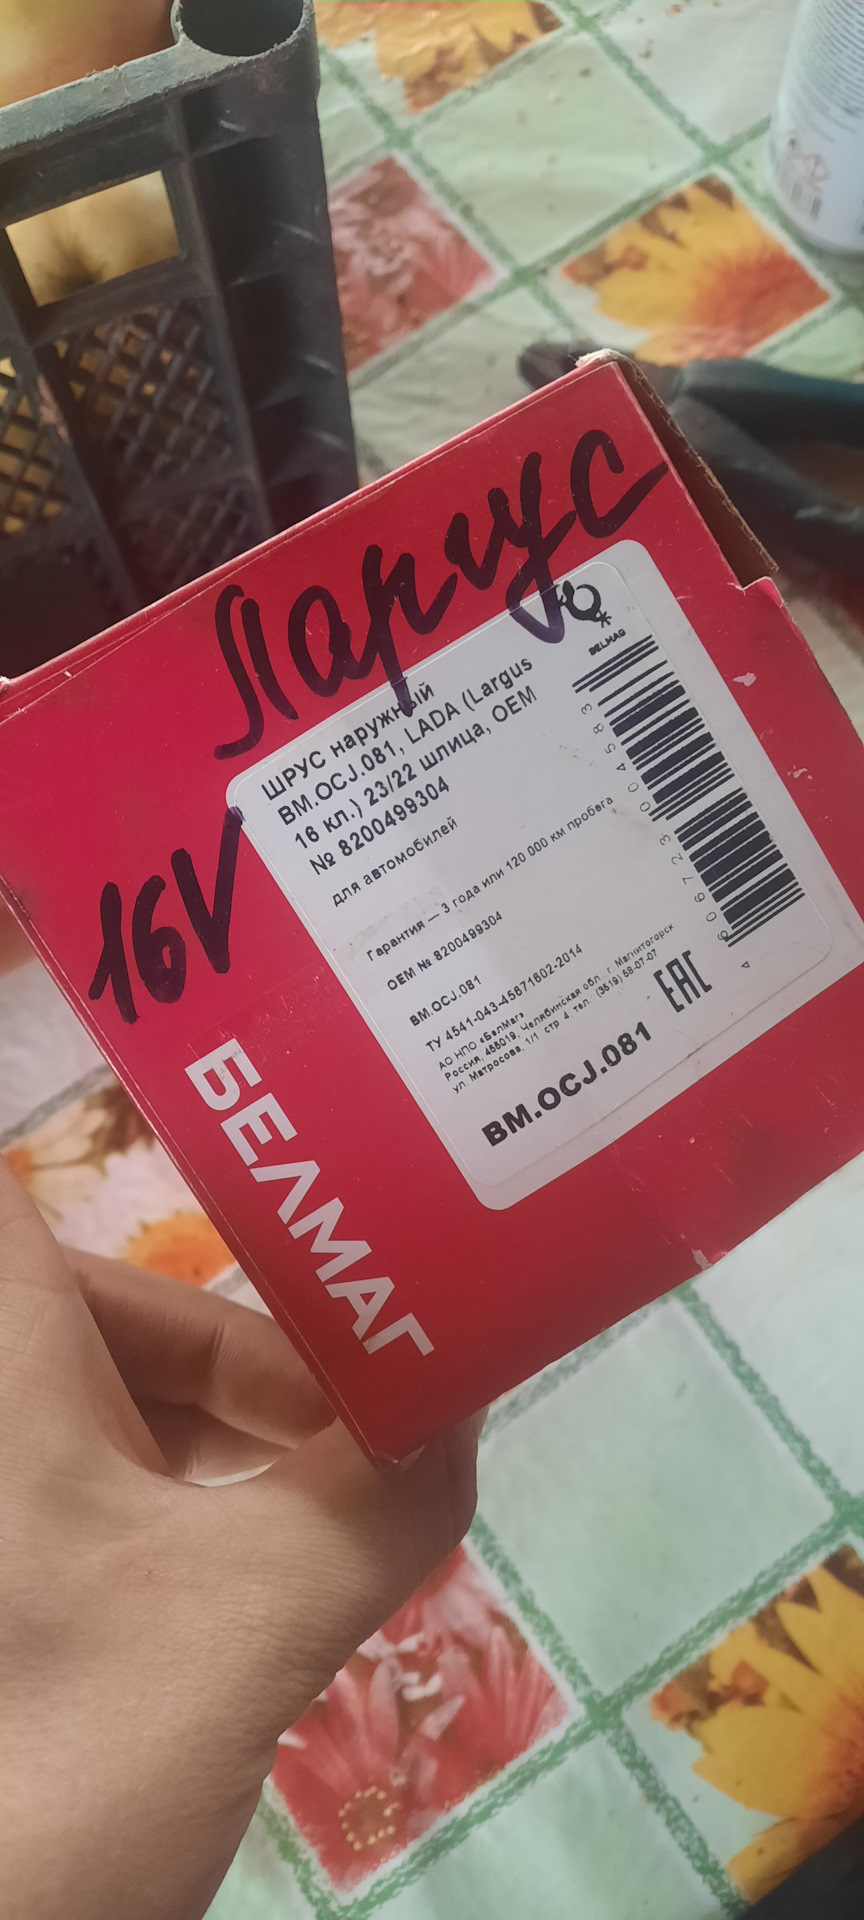 Ларгус
16V
BELMAG
ШРУС наружный
BM.OCJ.081, LADA (Largus
16 кл.) 23/22 шлица, OEM
№ 8200499304
для автомобилей
Гарантия — 3 года или 120 000 км пробега
OEM № 8200499304
BM.OCJ.081
ТУ 4541-043-45671602-2014
АО НПО «БелМаг»
Россия, 455019, Челябинская обл., г. Магнитогорск
ул. Матросова, 1/1 стр. 4, тел.: (3519) 58-07-07
EAC
BM.OCJ.081
4 606723 004583
БЕЛМАГ